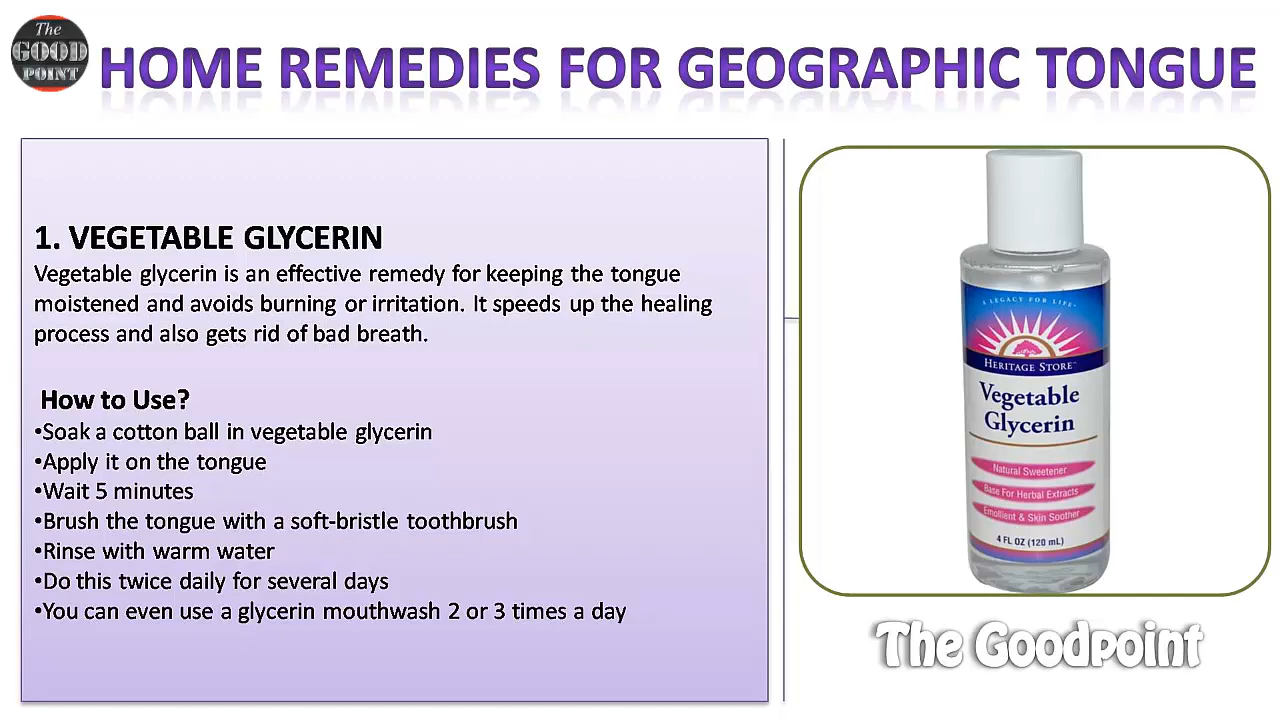 The
GOOD
POINT
HOME REMEDIES FOR GEOGRAPHIC TONGUE
1. VEGETABLE GLYCERIN
Vegetable glycerin is an effective remedy for keeping the tongue
moistened and avoids burning or irritation. It speeds up the healing
process and also gets rid of bad breath.
How to Use?
•Soak a cotton ball in vegetable glycerin
•Apply it on the tongue
•Wait 5 minutes
•Brush the tongue with a soft-bristle toothbrush
•Rinse with warm water
•Do this twice daily for several days
•You can even use a glycerin mouthwash 2 or 3 times a day
A LEGACY FOR LIFE™
HERITAGE STORE™
Vegetable
Glycerin
Natural Sweetener
Base For Herbal Extracts
Emollient & Skin Soother
4 FL OZ (120 mL)
The Goodpoint